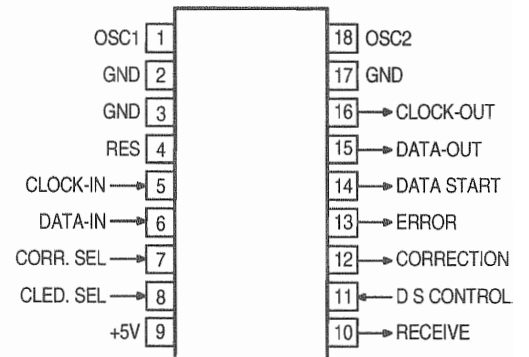 OSC1 1 18 OSC2
GND 2 17 GND
GND 3 16 CLOCK-OUT
RES 4 15 DATA-OUT
CLOCK-IN 5 14 DATA START
DATA-IN 6 13 ERROR
CORR. SEL 7 12 CORRECTION
CLED. SEL 8 11 D S CONTROL
+5V 9 10 RECEIVE